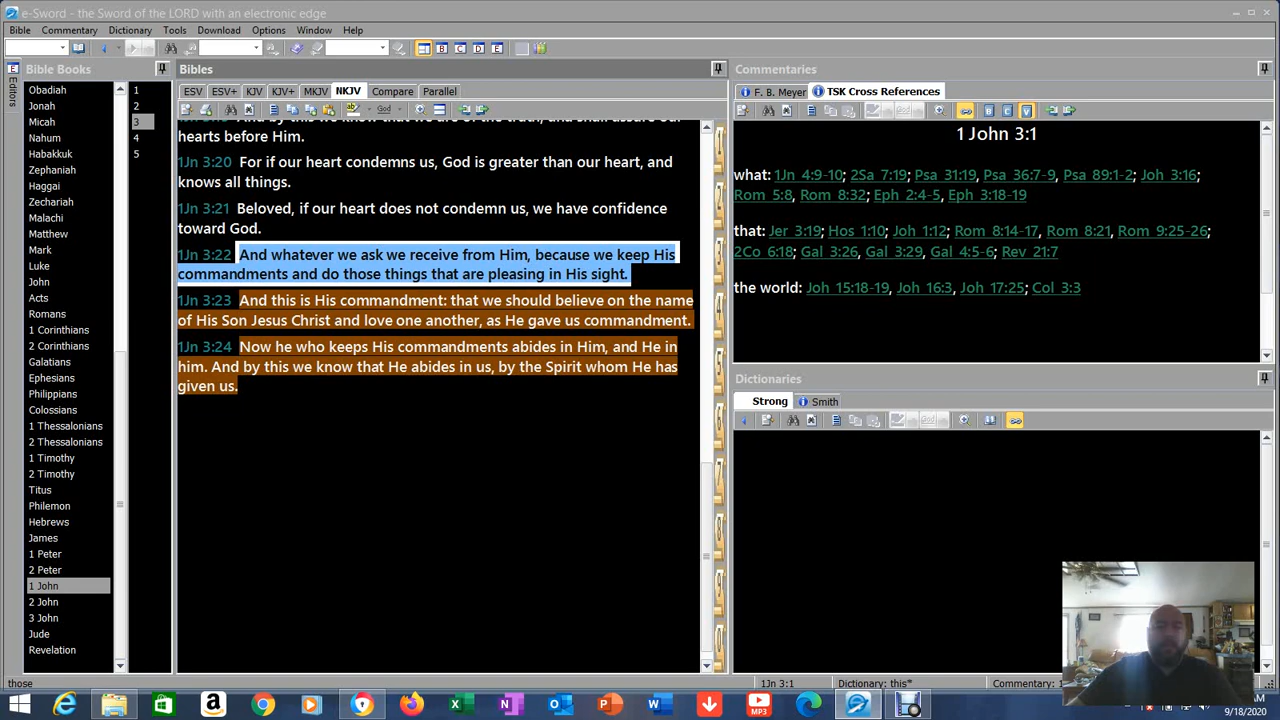 e-Sword - the Sword of the LORD with an electronic edge
Bible Commentary Dictionary Tools Download Options Window Help
B C D E
Editors
Bible Books
Obadiah
Jonah
Micah
Nahum
Habakkuk
Zephaniah
Haggai
Zechariah
Malachi
Matthew
Mark
Luke
John
Acts
Romans
1 Corinthians
2 Corinthians
Galatians
Ephesians
Philippians
Colossians
1 Thessalonians
2 Thessalonians
1 Timothy
2 Timothy
Titus
Philemon
Hebrews
James
1 Peter
2 Peter
1 John
2 John
3 John
Jude
Revelation
1
2
3
4
5
Bibles
ESV ESV+ KJV KJV+ MKJV NKJV Compare Parallel
hearts before Him.
1Jn 3:20 For if our heart condemns us, God is greater than our heart, and
knows all things.
1Jn 3:21 Beloved, if our heart does not condemn us, we have confidence
toward God.
1Jn 3:22 And whatever we ask we receive from Him, because we keep His
commandments and do those things that are pleasing in His sight.
1Jn 3:23 And this is His commandment: that we should believe on the name
of His Son Jesus Christ and love one another, as He gave us commandment.
1Jn 3:24 Now he who keeps His commandments abides in Him, and He in
him. And by this we know that He abides in us, by the Spirit whom He has
given us.
Commentaries
F. B. Meyer TSK Cross References
1 John 3:1
what: 1Jn 4:9-10; 2Sa 7:19; Psa 31:19, Psa 36:7-9, Psa 89:1-2; Joh 3:16;
Rom 5:8, Rom 8:32; Eph 2:4-5, Eph 3:18-19
that: Jer 3:19; Hos 1:10; Joh 1:12; Rom 8:14-17, Rom 8:21, Rom 9:25-26;
2Co 6:18; Gal 3:26, Gal 3:29, Gal 4:5-6; Rev 21:7
the world: Joh 15:18-19, Joh 16:3, Joh 17:25; Col 3:3
Dictionaries
Strong Smith
those
1Jn 3:1 Dictionary: this* Commentary: 1
9/18/2020